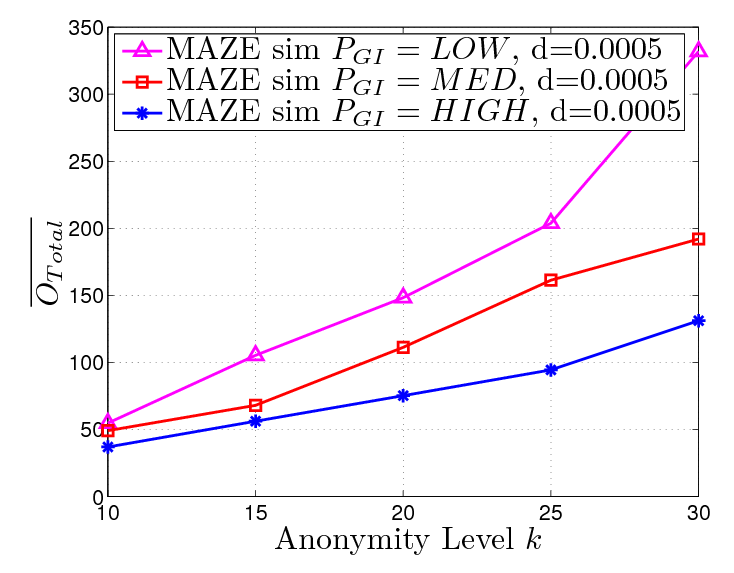 350
MAZE sim P_GI = LOW, d=0.0005
MAZE sim P_GI = MED, d=0.0005
MAZE sim P_GI = HIGH, d=0.0005
300
250
200
150
100
50
0
O_Total
10 15 20 25 30
Anonymity Level k